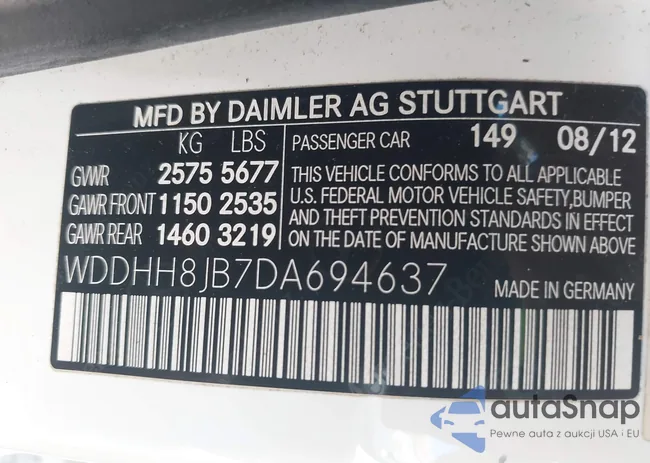 MFD BY DAIMLER AG STUTTGART
KG LBS
PASSENGER CAR 149 08/12
GVWR 2575 5677
GAWR FRONT 1150 2535
GAWR REAR 1460 3219
THIS VEHICLE CONFORMS TO ALL APPLICABLE
U.S. FEDERAL MOTOR VEHICLE SAFETY, BUMPER
AND THEFT PREVENTION STANDARDS IN EFFECT
ON THE DATE OF MANUFACTURE SHOWN ABOVE
WDDHH8JB7DA694637
MADE IN GERMANY
autoSnap
Pewne auta z aukcji USA i EU